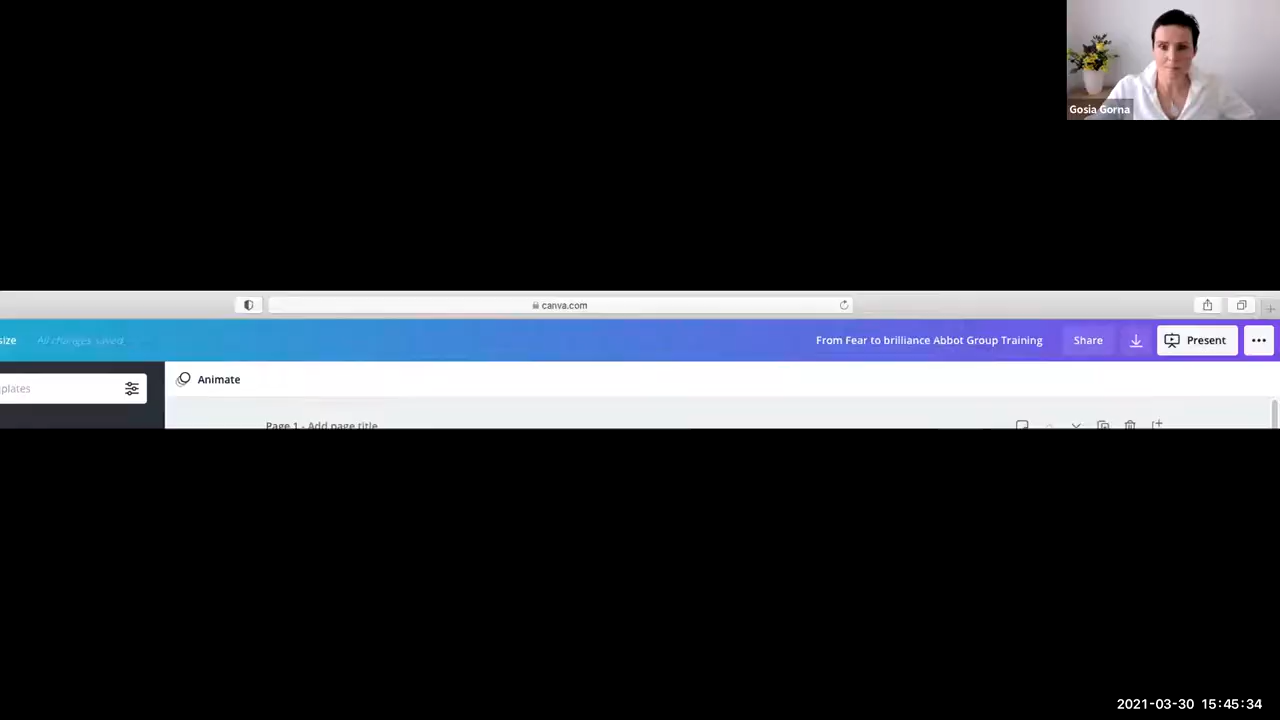 Gosia Gorna
canva.com
size
All changes saved
From Fear to brilliance Abbot Group Training
Share
Present
plates
Animate
Page 1 - Add page title
2021-03-30 15:45:34